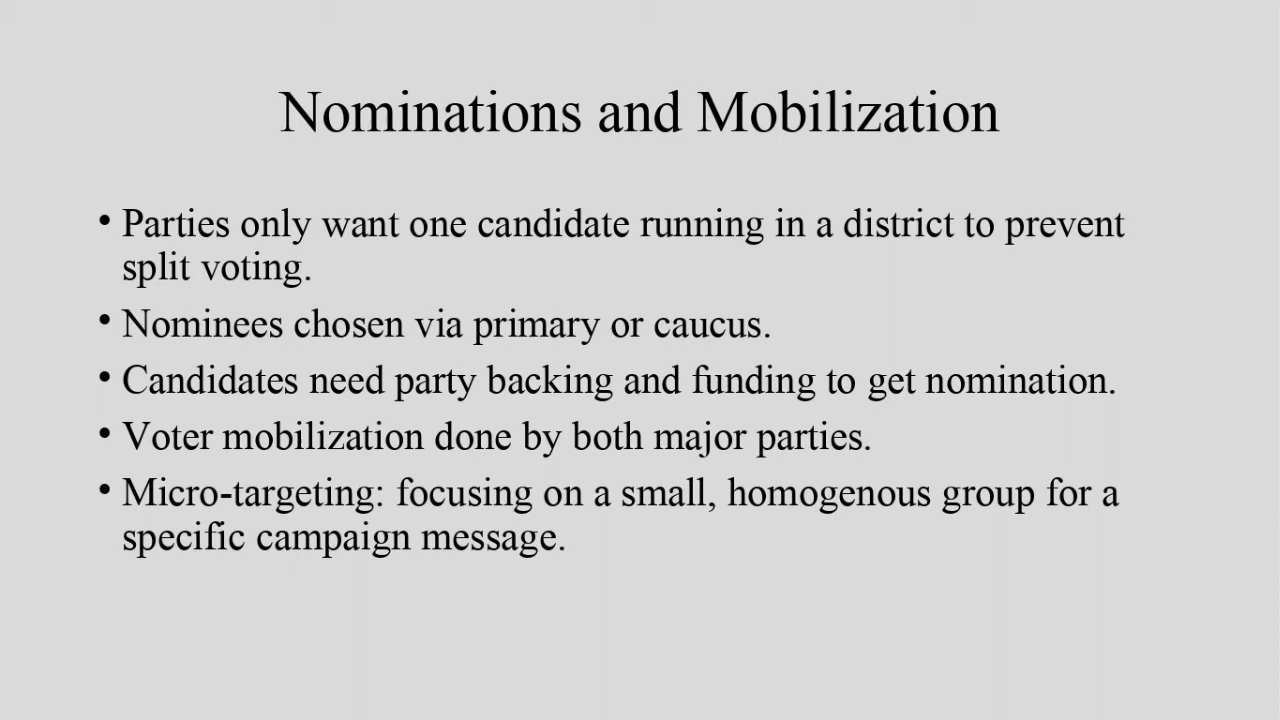 Nominations and Mobilization
• Parties only want one candidate running in a district to prevent
split voting.
• Nominees chosen via primary or caucus.
• Candidates need party backing and funding to get nomination.
• Voter mobilization done by both major parties.
• Micro-targeting: focusing on a small, homogenous group for a
specific campaign message.